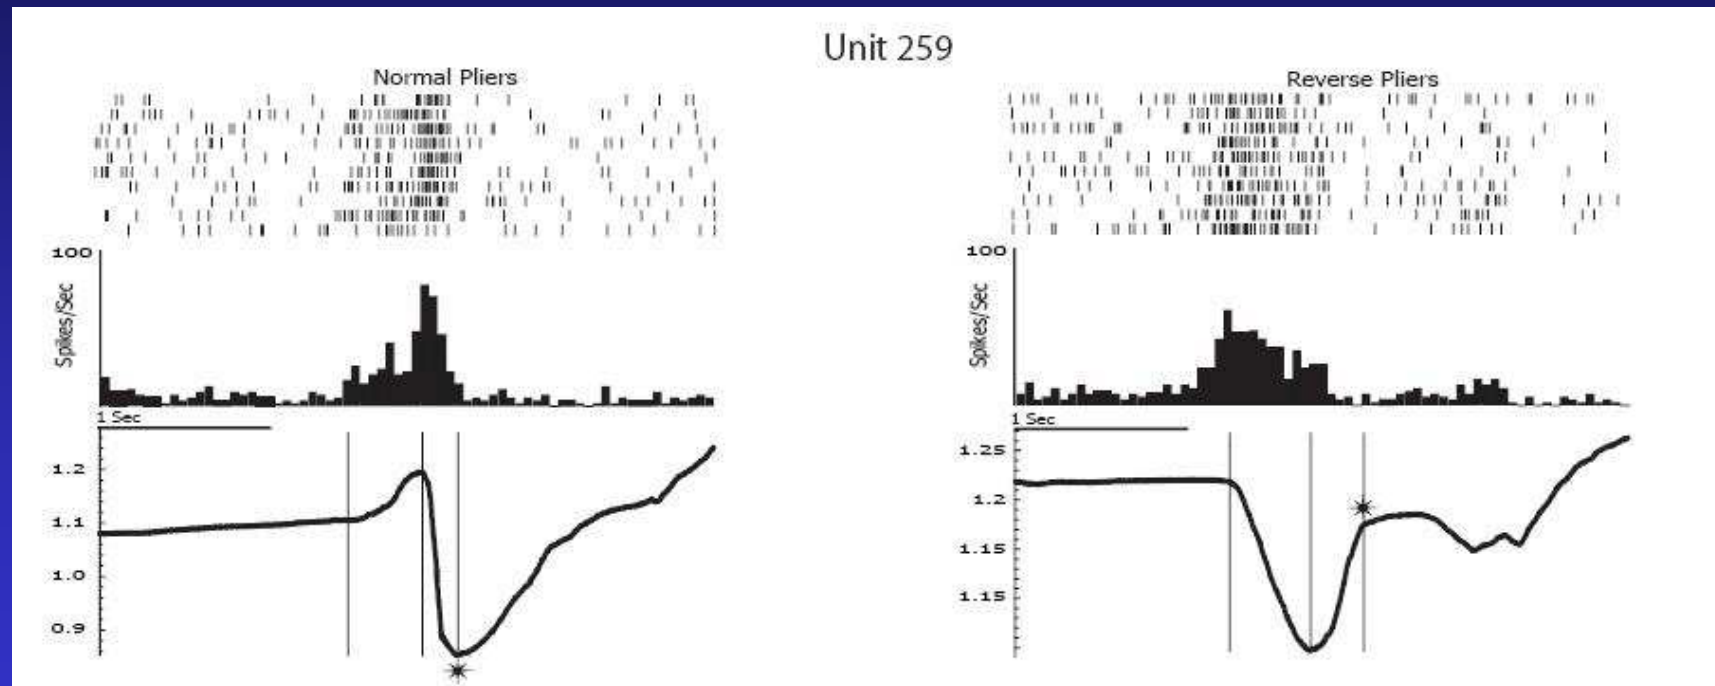 Unit 259
Normal Pliers
100
Spikes/Sec
1 Sec
1.2
1.1
1.0
0.9
Reverse Pliers
100
Spikes/Sec
1 Sec
1.25
1.2
1.15
1.15